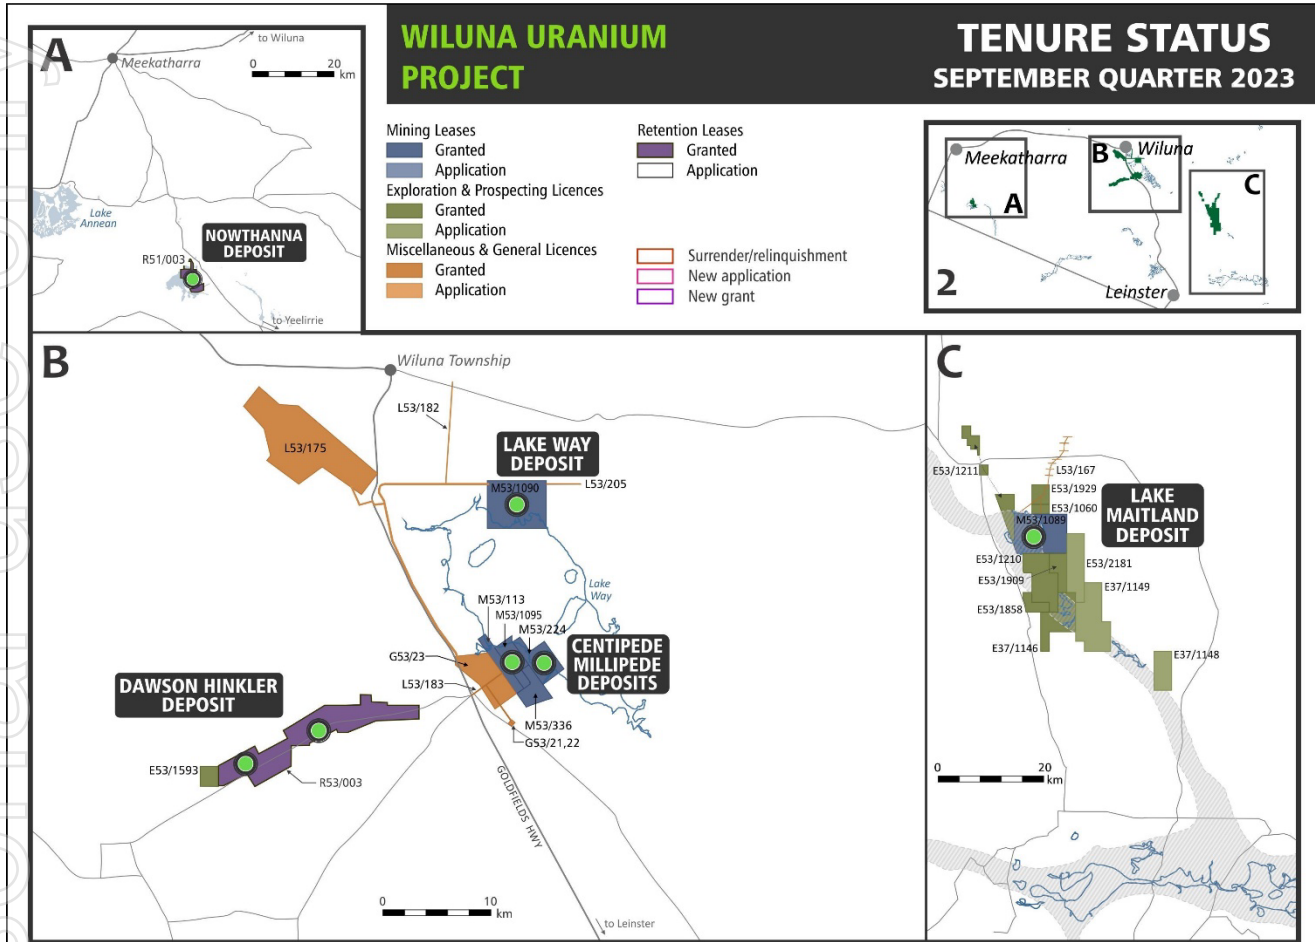 A
to Wiluna
Meekatharra
20
0
km
Lake
Annean
NOWTHANNA
DEPOSIT
R51/003
to Yeelirrie
WILUNA URANIUM
PROJECT
TENURE STATUS
SEPTEMBER QUARTER 2023
Mining Leases
Granted
Application
Exploration & Prospecting Licences
Granted
Application
Miscellaneous & General Licences
Granted
Application
Retention Leases
Granted
Application
Surrender/relinquishment
New application
New grant
Meekatharra
B
Wiluna
C
A
2
Leinster
B
Wiluna Township
L53/182
L53/175
LAKE WAY
DEPOSIT
M53/1090
L53/205
Lake
Way
M53/113
M53/1095
M53/224
G53/23
CENTIPEDE
MILLIPEDE
DEPOSITS
L53/183
DAWSON HINKLER
DEPOSIT
M53/336
G53/21,22
E53/1593
R53/003
GOLDFIELDS HWY
0
10
km
to Leinster
C
E53/1211
L53/167
E53/1929
E53/1060
LAKE
MAITLAND
DEPOSIT
M53/1089
E53/1210
E53/2181
E53/1909
E37/1149
E53/1858
E37/1146
E37/1148
0
20
km